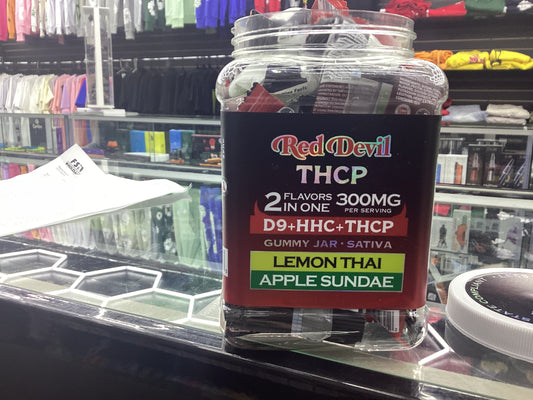 Red Devil
THCP
2 FLAVORS IN ONE 300MG PER SERVING
D9+HHC+THCP
GUMMY JAR • SATIVA
LEMON THAI
APPLE SUNDAE